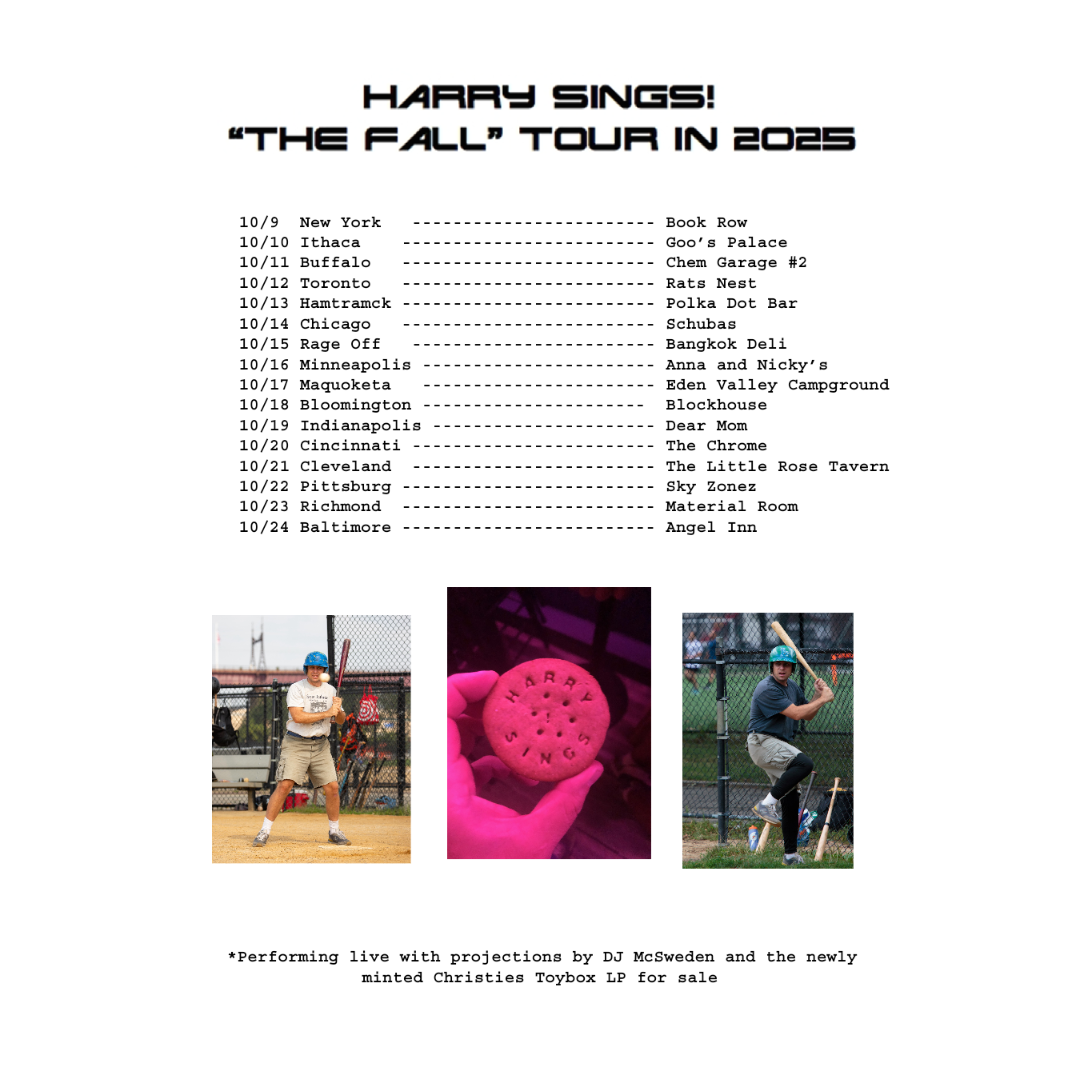 HARRY SINGS!
“THE FALL” TOUR IN 2025
10/9 New York ------------------------ Book Row
10/10 Ithaca ------------------------- Goo’s Palace
10/11 Buffalo ------------------------- Chem Garage #2
10/12 Toronto ------------------------- Rats Nest
10/13 Hamtramck ------------------------- Polka Dot Bar
10/14 Chicago ------------------------- Schubas
10/15 Rage Off ------------------------ Bangkok Deli
10/16 Minneapolis ----------------------- Anna and Nicky’s
10/17 Maquoketa ----------------------- Eden Valley Campground
10/18 Bloomington ---------------------- Blockhouse
10/19 Indianapolis ---------------------- Dear Mom
10/20 Cincinnati ------------------------ The Chrome
10/21 Cleveland ------------------------ The Little Rose Tavern
10/22 Pittsburg ------------------------- Sky Zonez
10/23 Richmond ------------------------- Material Room
10/24 Baltimore ------------------------- Angel Inn
HARRY
!
SINGS
*Performing live with projections by DJ McSweden and the newly
minted Christies Toybox LP for sale